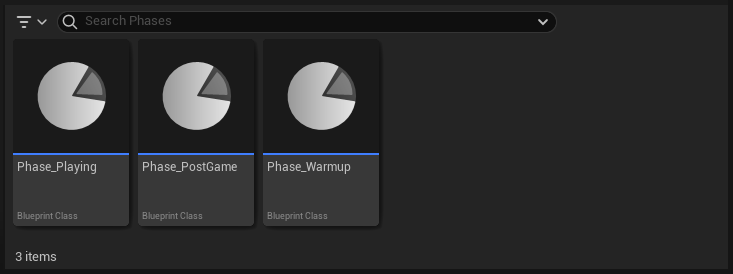 Search Phases
Phase_Playing
Blueprint Class
Phase_PostGame
Blueprint Class
Phase_Warmup
Blueprint Class
3 items